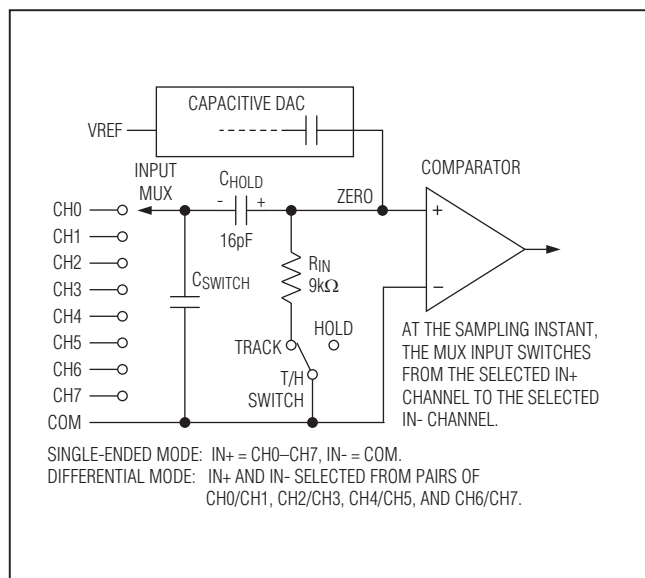 CAPACITIVE DAC
VREF
COMPARATOR
INPUT
MUX
CHOLD
ZERO
- +
16pF
+
−
CH0
CH1
CH2
CH3
CH4
CH5
CH6
CH7
COM
CSWITCH
RIN
9kΩ
HOLD
TRACK
T/H
SWITCH
AT THE SAMPLING INSTANT,
THE MUX INPUT SWITCHES
FROM THE SELECTED IN+
CHANNEL TO THE SELECTED
IN- CHANNEL.
SINGLE-ENDED MODE: IN+ = CH0–CH7, IN- = COM.
DIFFERENTIAL MODE: IN+ AND IN- SELECTED FROM PAIRS OF
CH0/CH1, CH2/CH3, CH4/CH5, AND CH6/CH7.